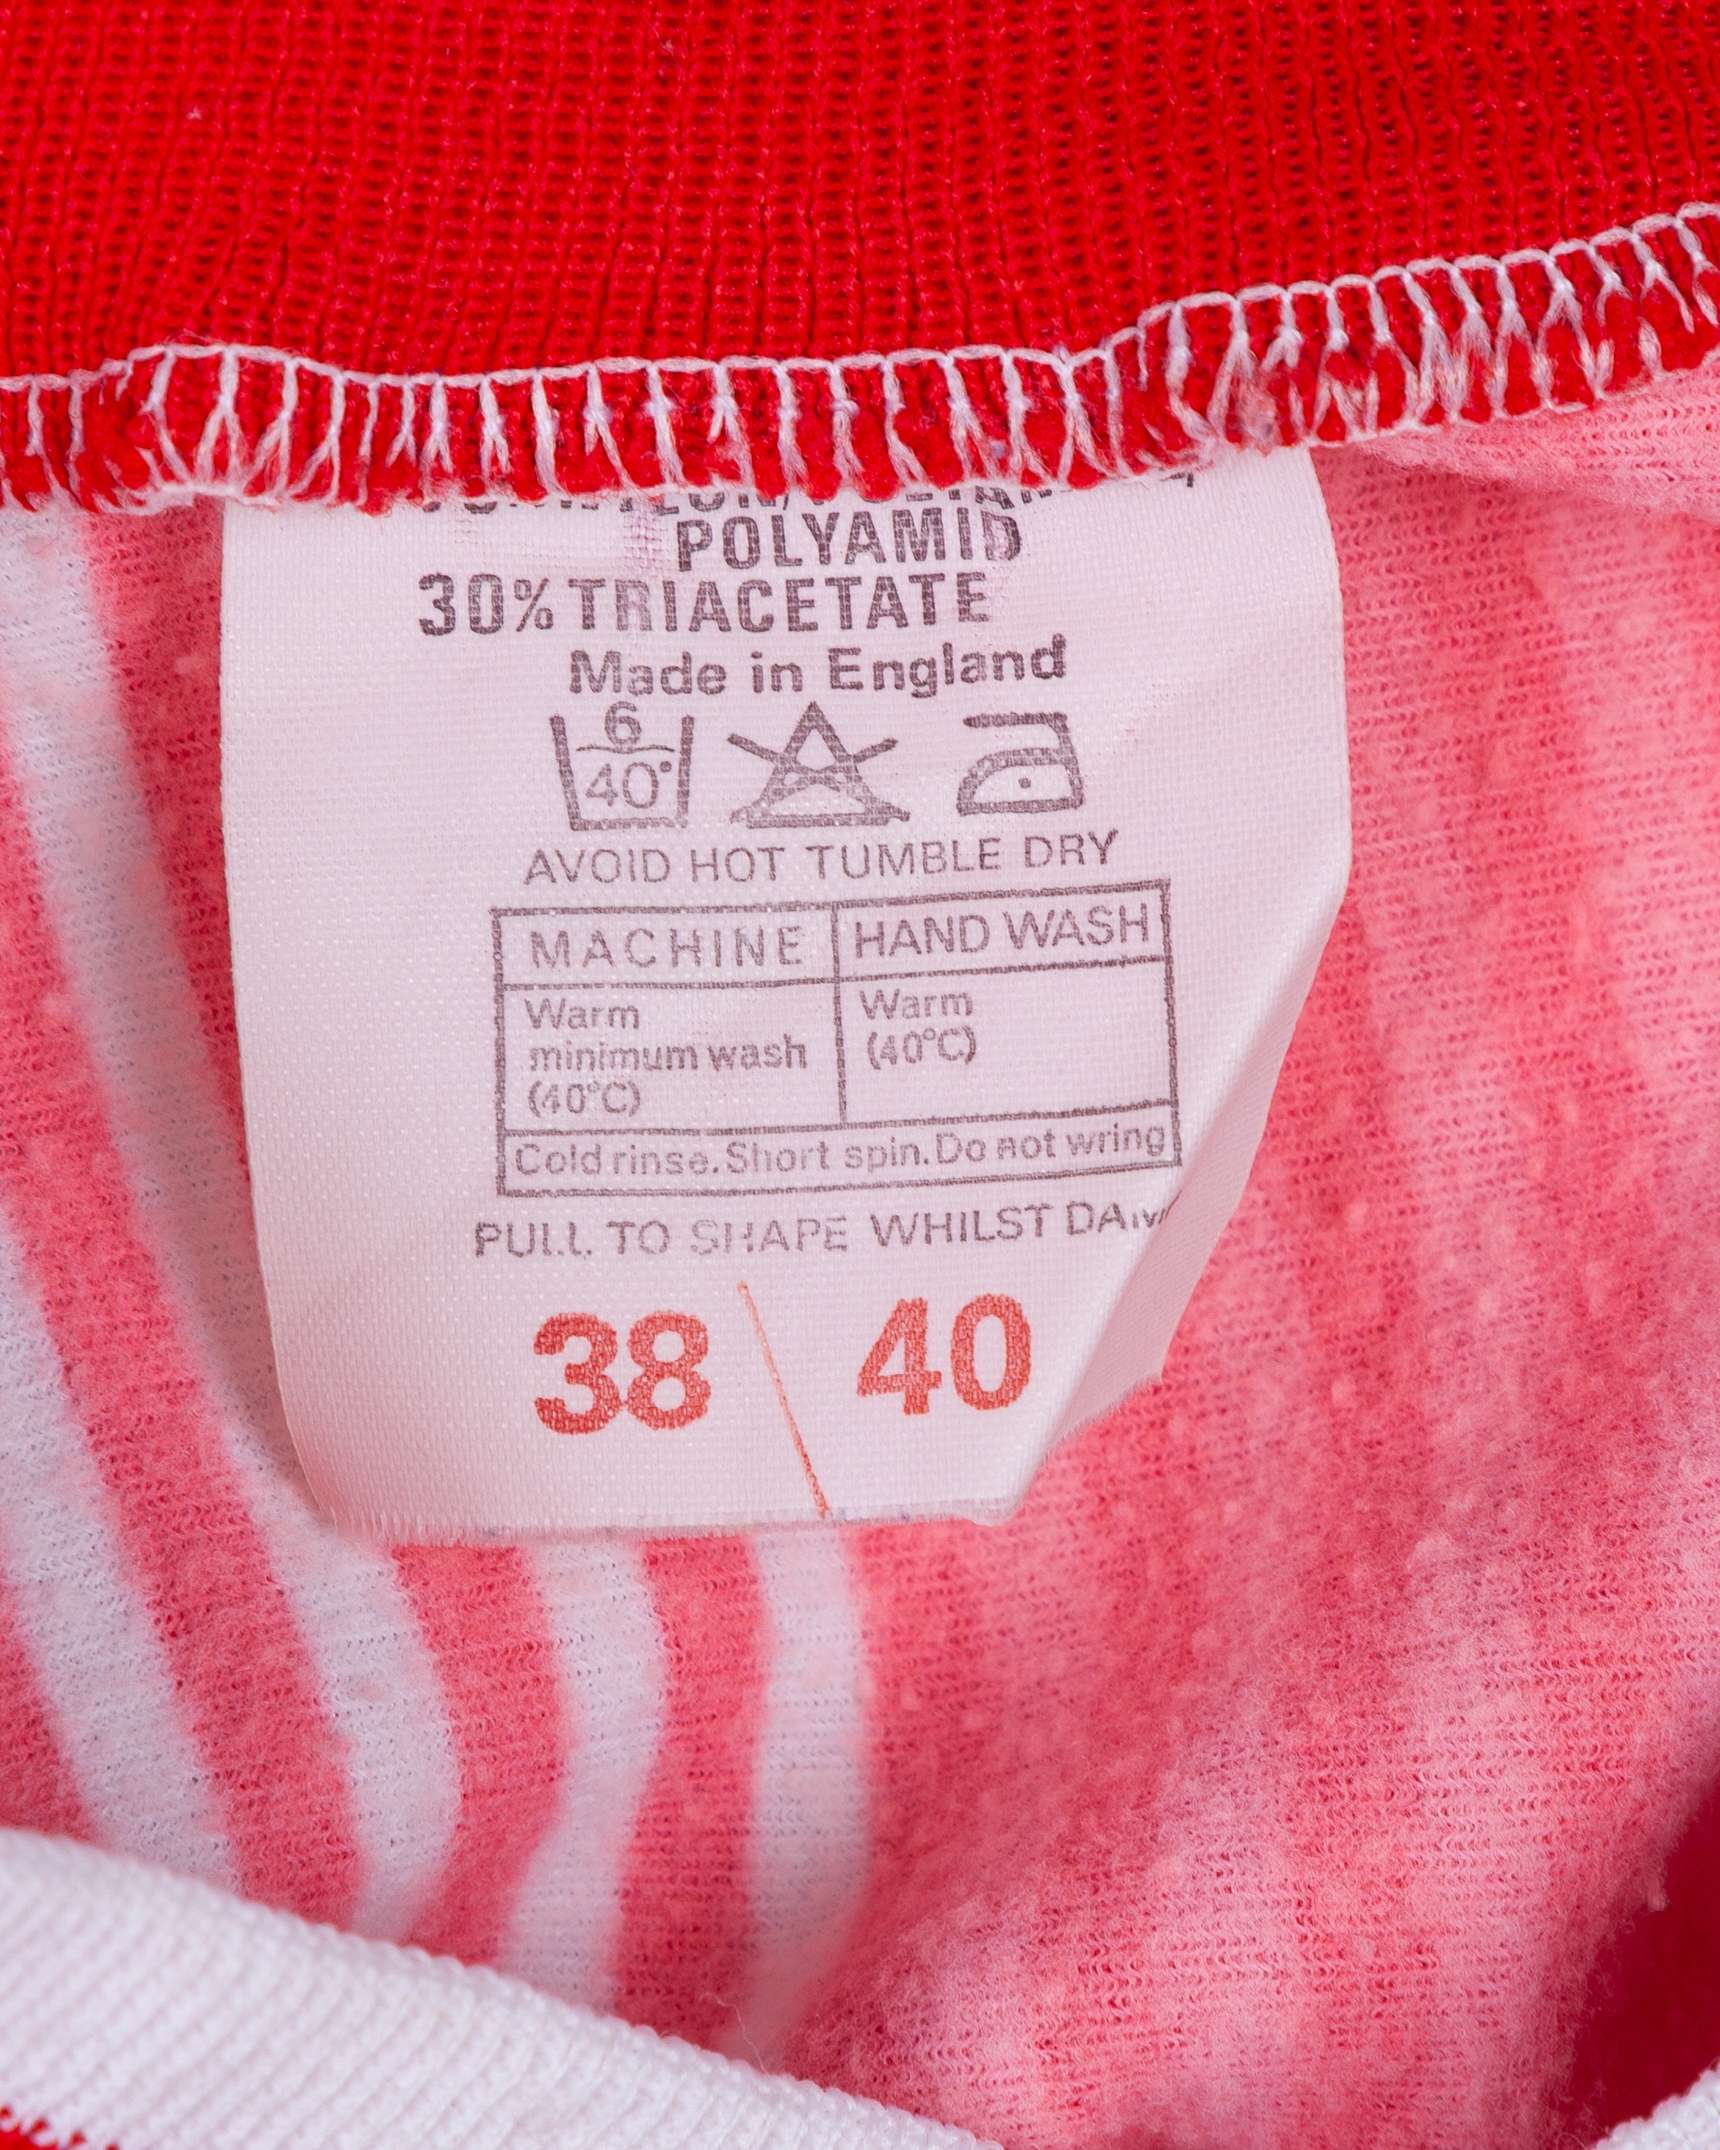 POLYAMID
30% TRIACETATE
Made in England
6
40°
AVOID HOT TUMBLE DRY
MACHINE HAND WASH
Warm
minimum wash
(40°C)
Warm
(40°C)
Cold rinse. Short spin. Do not wring
PULL TO SHAPE WHILST
38 40